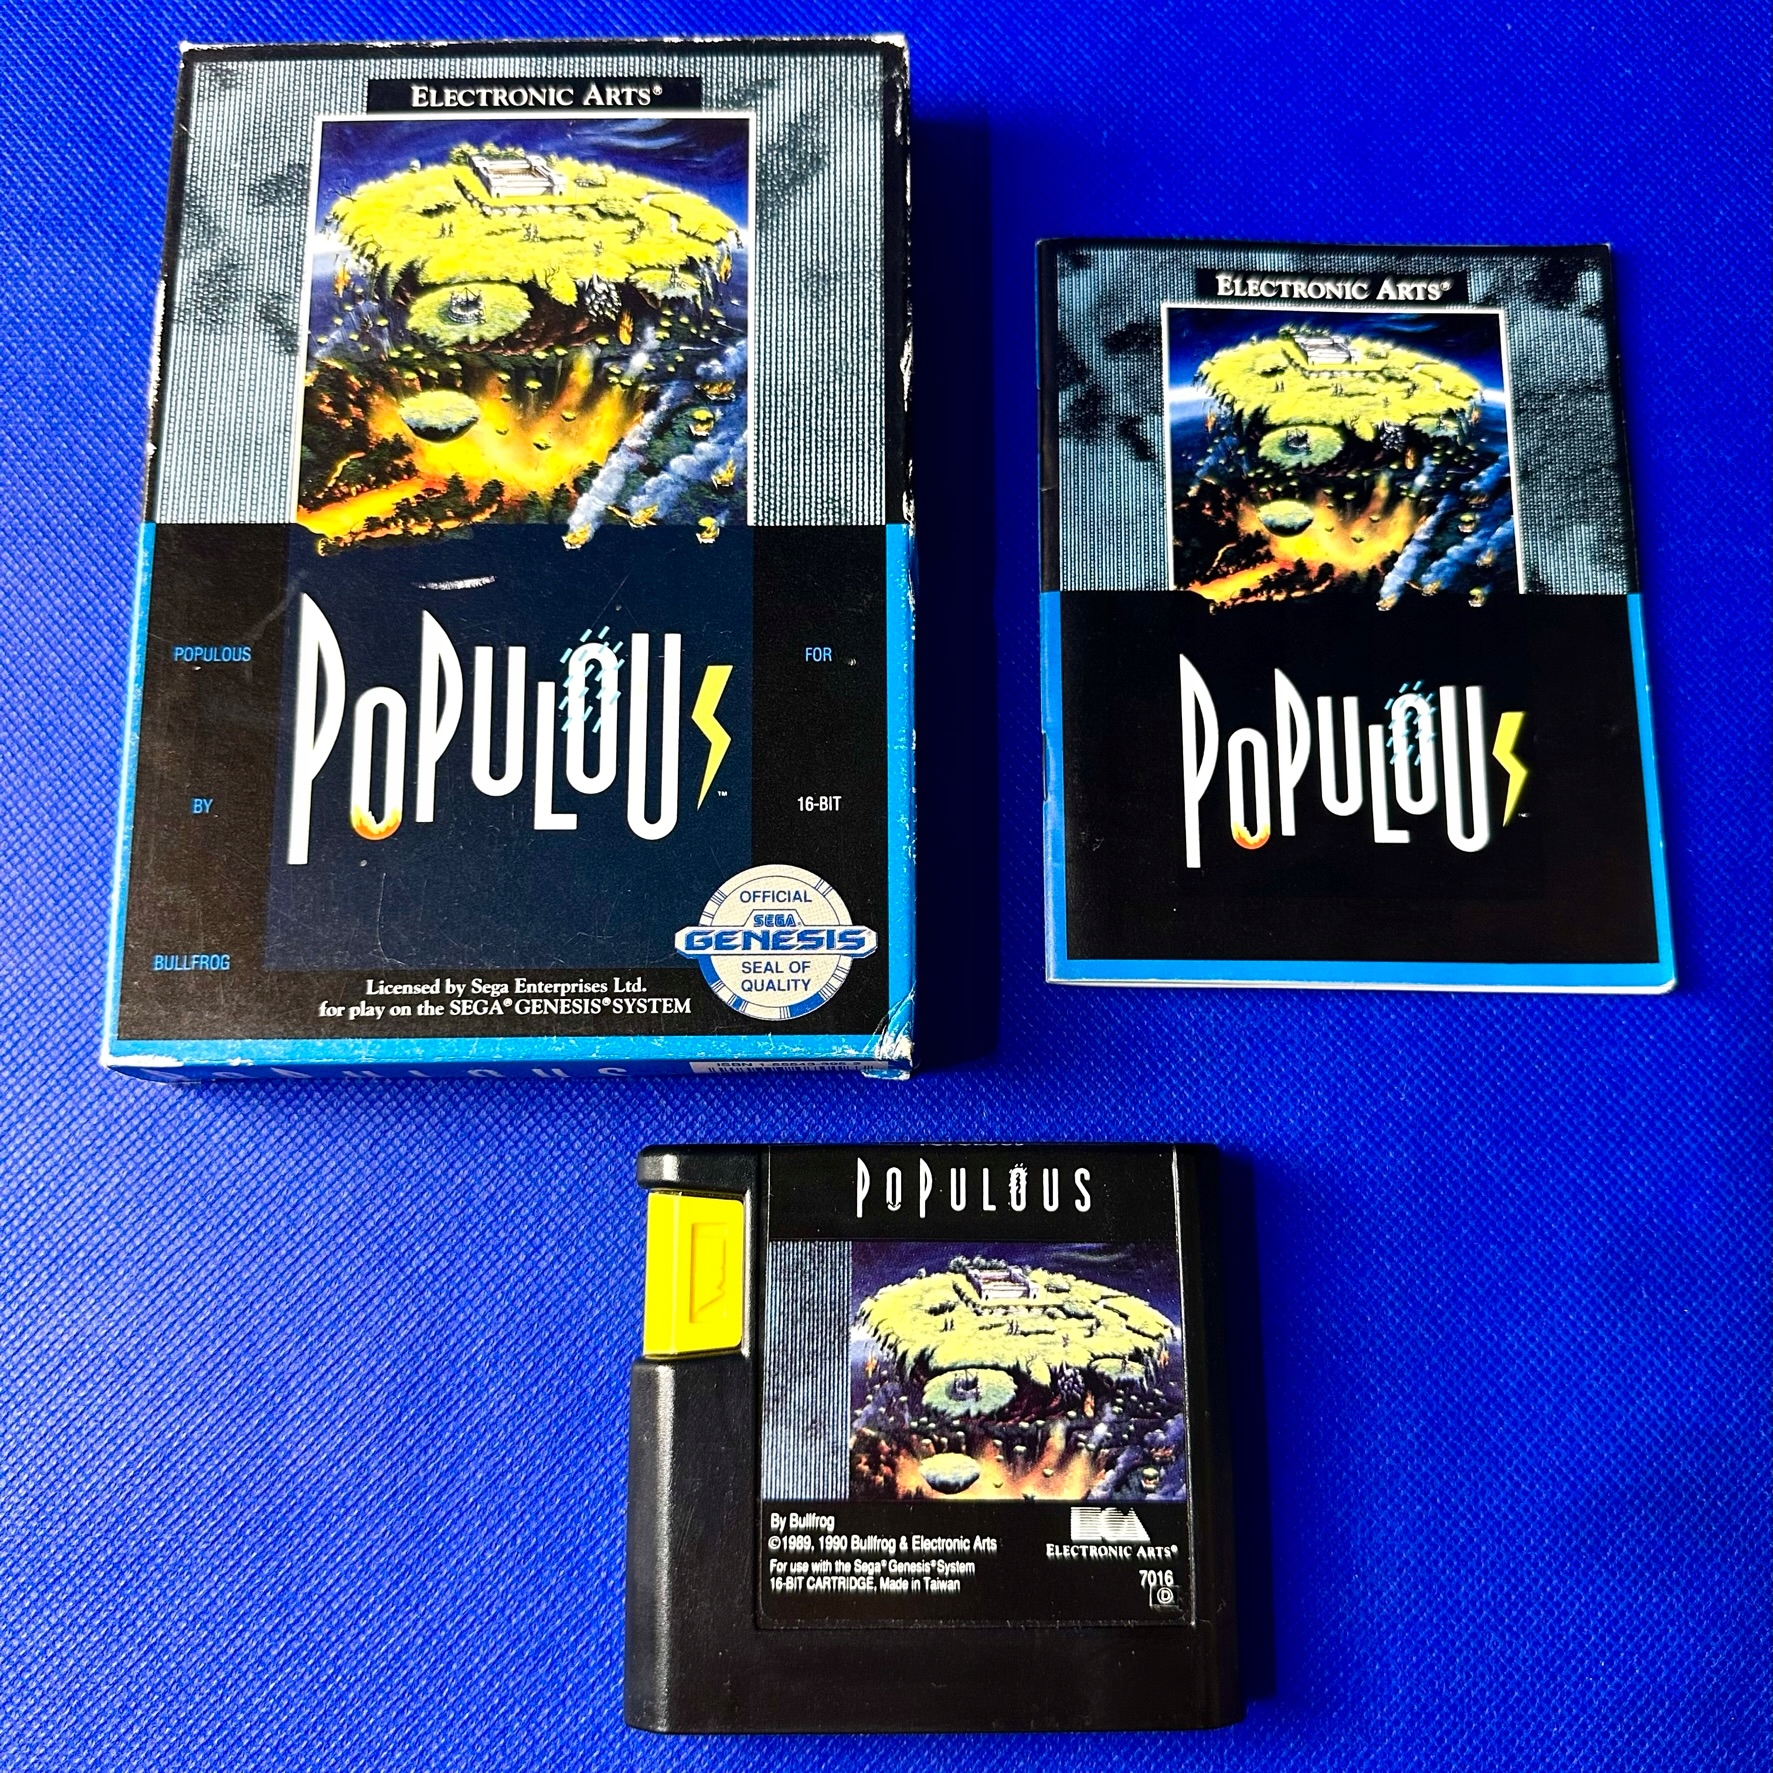 ELECTRONIC ARTS®
POPULOUS
FOR
POPULOUS™
BY
16-BIT
BULLFROG
OFFICIAL
SEGA®
GENESIS
SEAL OF
QUALITY
Licensed by Sega Enterprises Ltd.
for play on the SEGA® GENESIS® SYSTEM
ELECTRONIC ARTS®
POPULOUS
POPULOUS
By Bullfrog
©1989, 1990 Bullfrog & Electronic Arts
For use with the Sega® Genesis® System
16-BIT CARTRIDGE, Made in Taiwan
EA
ELECTRONIC ARTS®
7016
D